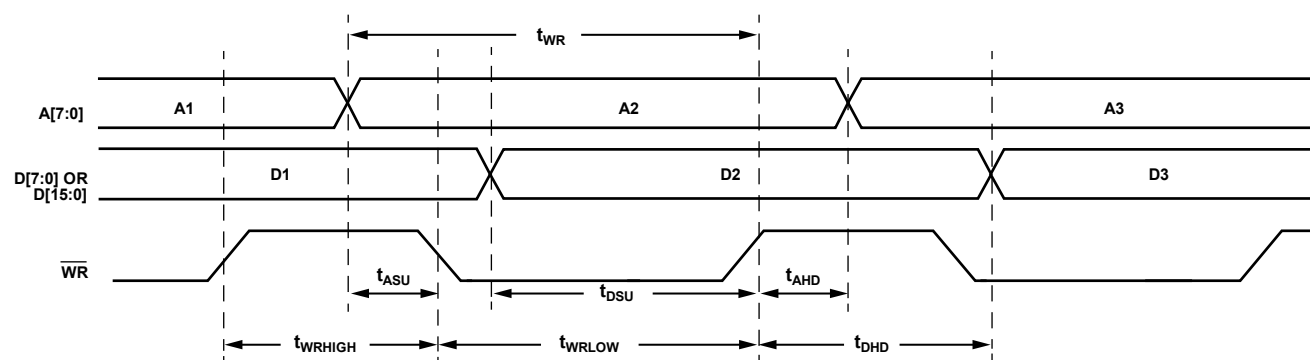 tWR
A[7:0] A1 A2 A3
D[7:0] OR
D[15:0] D1 D2 D3
WR
tASU tDSU tAHD
tWRHIGH tWRLOW tDHD